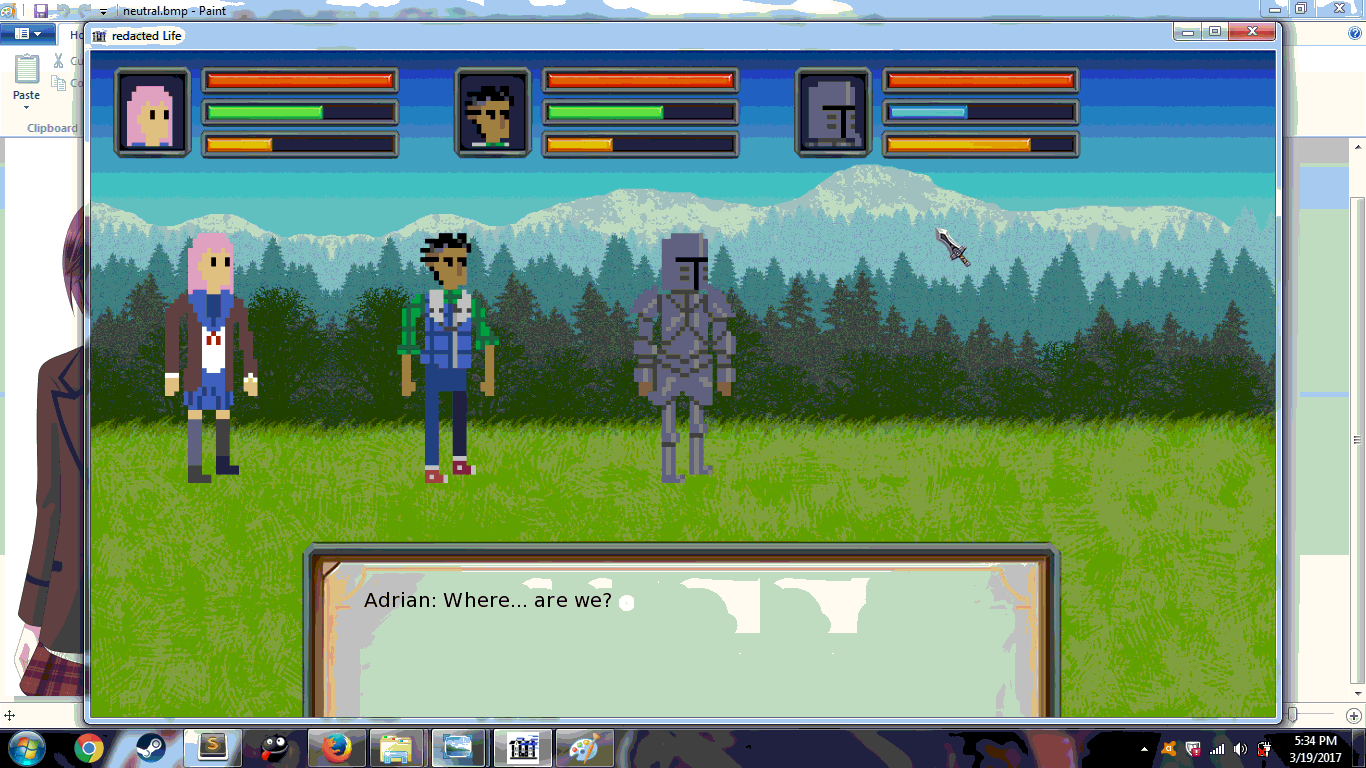 neutral.bmp - Paint
redacted Life
Paste
Clipboard
Adrian: Where... are we?
5:34 PM
3/19/2017